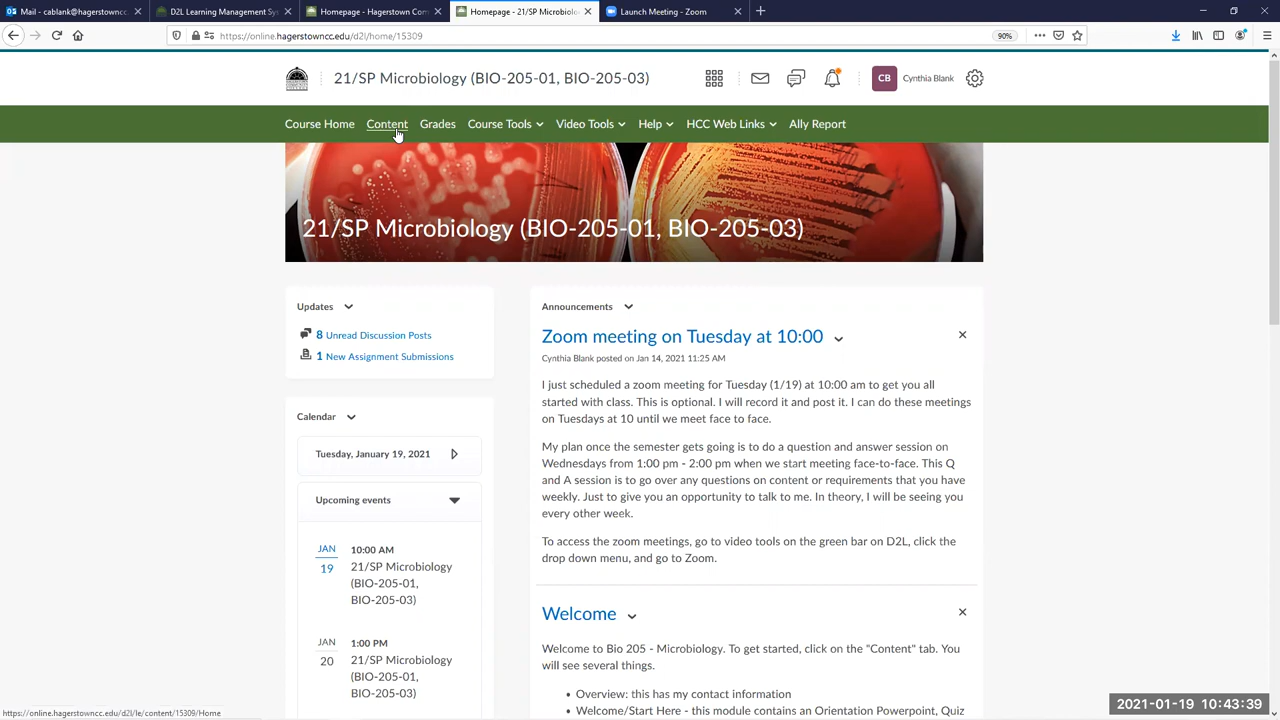 Mail - cablank@hagerstowncc
D2L Learning Management Sys
Homepage - Hagerstown Com
Homepage - 21/SP Microbiolo
Launch Meeting - Zoom
https://online.hagerstowncc.edu/d2l/home/15309
90%
21/SP Microbiology (BIO-205-01, BIO-205-03)
CB
Cynthia Blank
Course Home Content Grades Course Tools Video Tools Help HCC Web Links Ally Report
21/SP Microbiology (BIO-205-01, BIO-205-03)
Updates
8 Unread Discussion Posts
1 New Assignment Submissions
Calendar
Tuesday, January 19, 2021
Upcoming events
JAN
19
10:00 AM
21/SP Microbiology
(BIO-205-01,
BIO-205-03)
JAN
20
1:00 PM
21/SP Microbiology
(BIO-205-01,
BIO-205-03)
Announcements
Zoom meeting on Tuesday at 10:00
Cynthia Blank posted on Jan 14, 2021 11:25 AM
I just scheduled a zoom meeting for Tuesday (1/19) at 10:00 am to get you all
started with class. This is optional. I will record it and post it. I can do these meetings
on Tuesdays at 10 until we meet face to face.
My plan once the semester gets going is to do a question and answer session on
Wednesdays from 1:00 pm - 2:00 pm when we start meeting face-to-face. This Q
and A session is to go over any questions on content or requirements that you have
weekly. Just to give you an opportunity to talk to me. In theory, I will be seeing you
every other week.
To access the zoom meetings, go to video tools on the green bar on D2L, click the
drop down menu, and go to Zoom.
Welcome
Welcome to Bio 205 - Microbiology. To get started, click on the "Content" tab. You
will see several things.
• Overview: this has my contact information
• Welcome/Start Here - this module contains an Orientation Powerpoint, Quiz
https://online.hagerstowncc.edu/d2l/le/content/15309/Home
2021-01-19 10:43:39